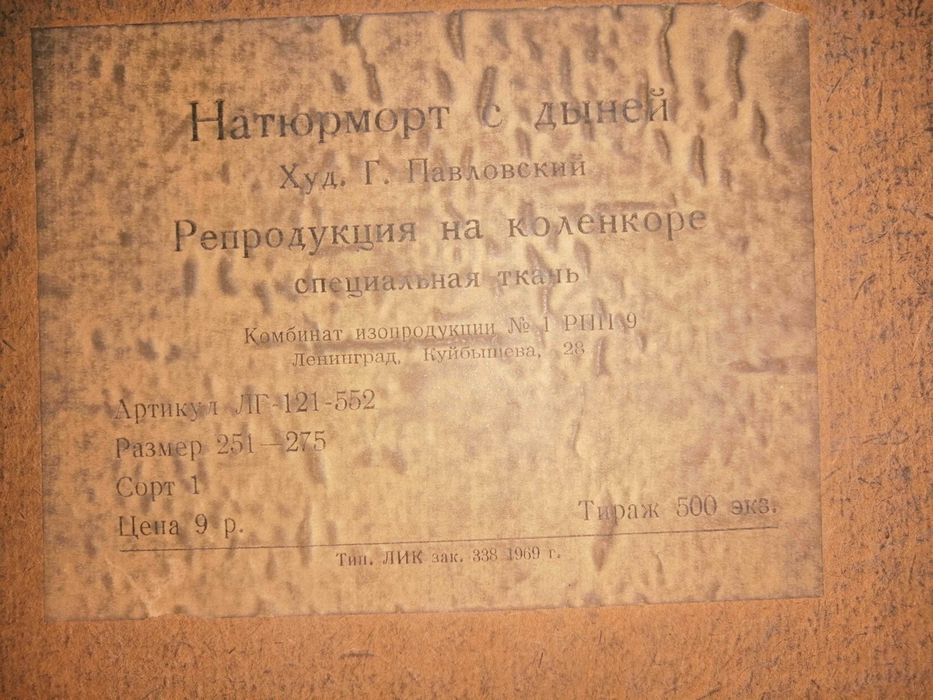 Натюрморт с дыней
Худ. Г. Павловский
Репродукция на коленкоре
специальная ткань
Комбинат изопродукции № 1 РПП 9
Ленинград, Куйбышева, 28
Артикул ЛГ-121-552
Размер 251—275
Сорт 1
Цена 9 р.
Тираж 500 экз.
Тип. ЛИК зак. 338 1969 г.